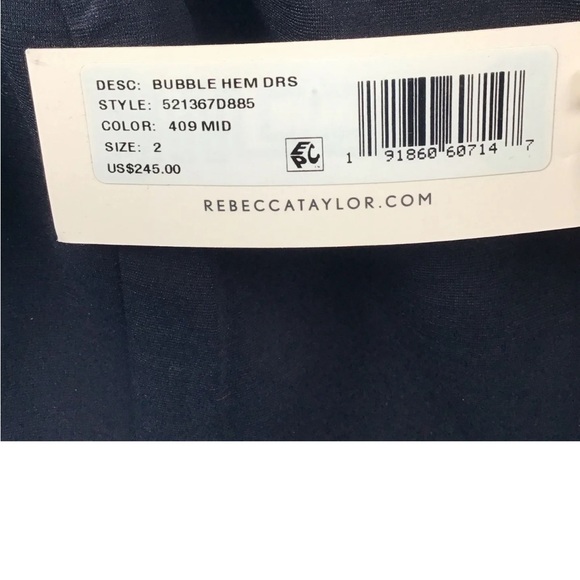 DESC: BUBBLE HEM DRS
STYLE: 521367D885
COLOR: 409 MID
SIZE: 2
US$245.00
EPC
1 91860 60714 7
REBECCATAYLOR.COM